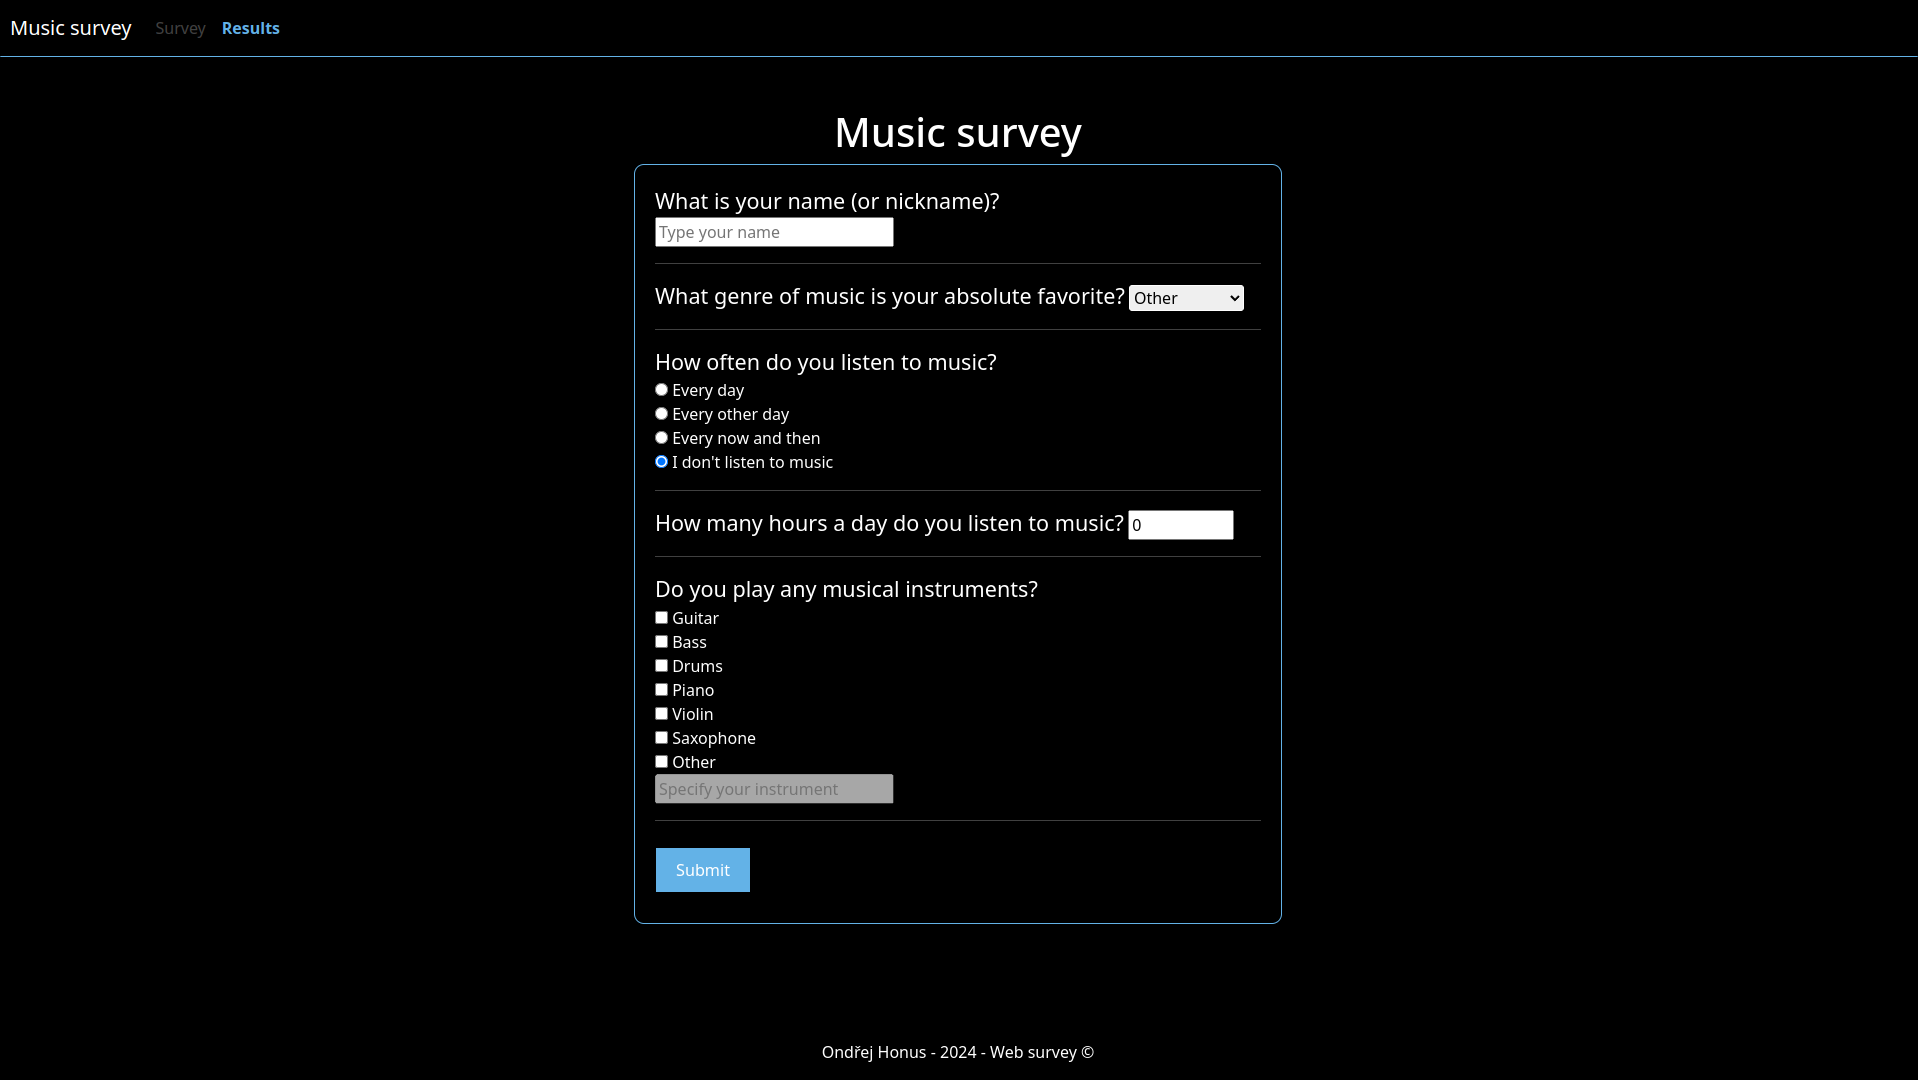 Music survey Survey Results
Music survey
What is your name (or nickname)?
Type your name
What genre of music is your absolute favorite? Other
How often do you listen to music?
Every day
Every other day
Every now and then
I don't listen to music
How many hours a day do you listen to music? 0
Do you play any musical instruments?
Guitar
Bass
Drums
Piano
Violin
Saxophone
Other
Specify your instrument
Submit
Ondřej Honus - 2024 - Web survey ©